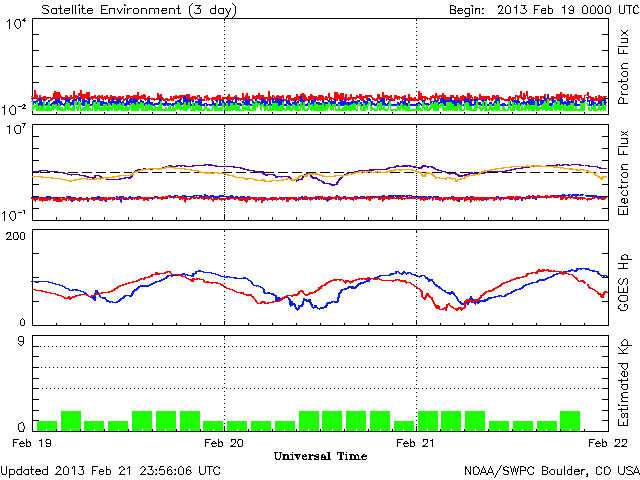 Satellite Environment (3 day) Begin: 2013 Feb 19 0000 UTC
10⁴
10⁻²
Proton Flux
10⁷
10⁻¹
Electron Flux
200
0
GOES Hp
9
0
Estimated Kp
Feb 19 Feb 20 Feb 21 Feb 22
Universal Time
Updated 2013 Feb 21 23:56:06 UTC NOAA/SWPC Boulder, CO USA